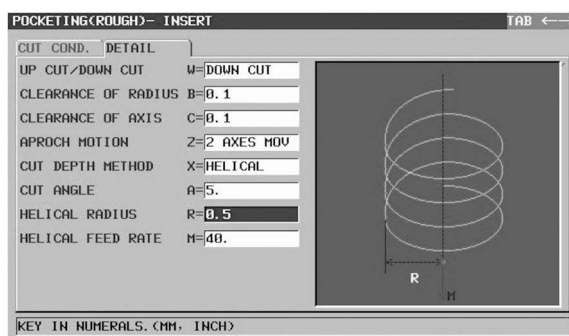 POCKETING(ROUGH)- INSERT TAB ←
CUT COND. DETAIL
UP CUT/DOWN CUT W=DOWN CUT
CLEARANCE OF RADIUS B=0.1
CLEARANCE OF AXIS C=0.1
APROCH MOTION Z=2 AXES MOV
CUT DEPTH METHOD X=HELICAL
CUT ANGLE A=5.
HELICAL RADIUS R=0.5
HELICAL FEED RATE M=40.
R
M
KEY IN NUMERALS.(MM, INCH)